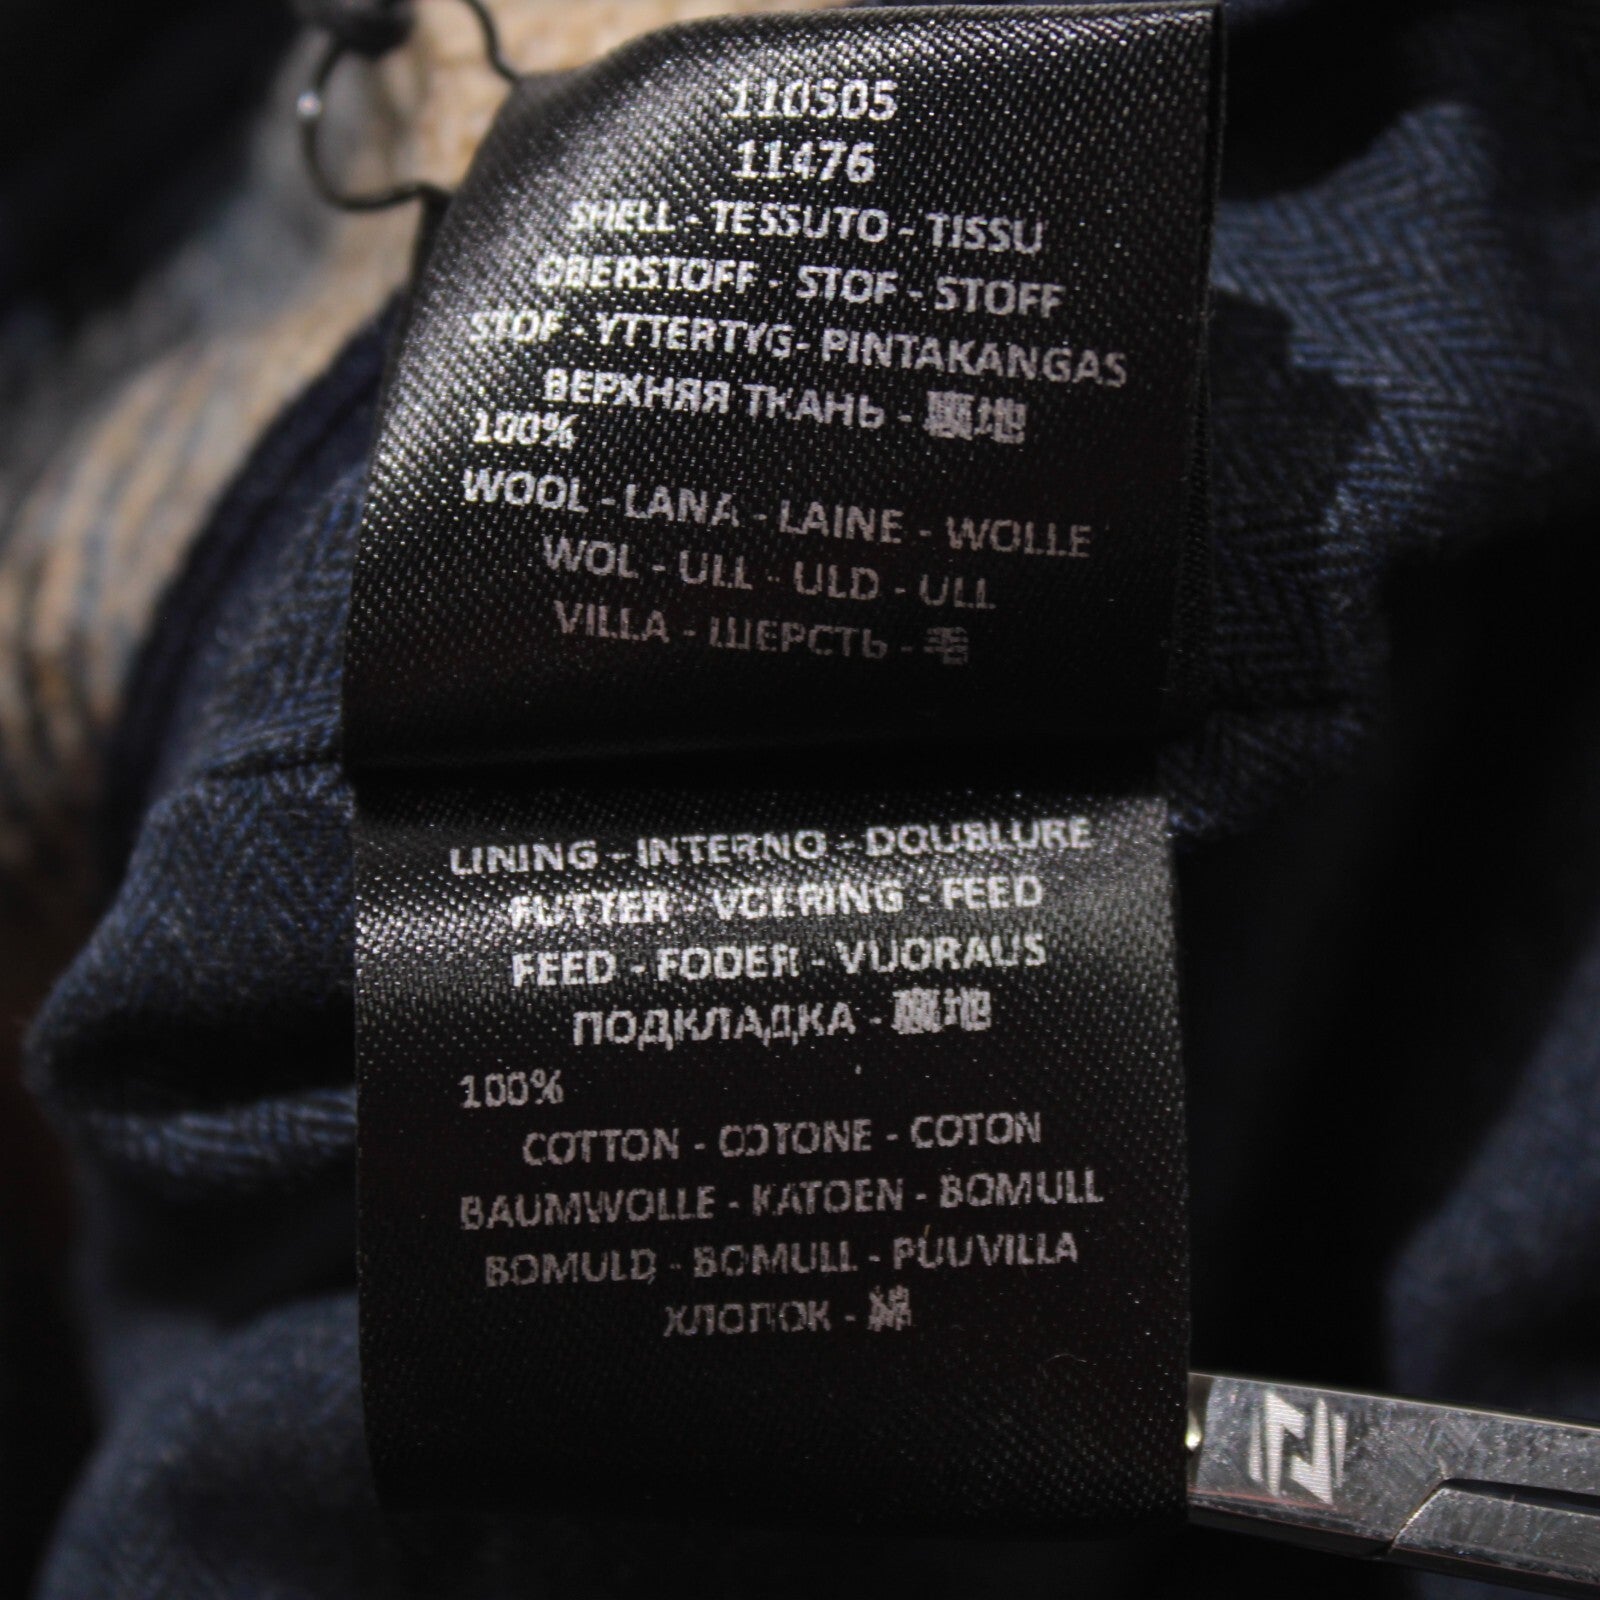 110505
11476
SHELL - TESSUTO - TISSU
OBERSTOFF - STOF - STOFF
STOF - YTTERTYG - PINTAKANGAS
ВЕРХНЯЯ ТКАНЬ - 裏地
100%
WOOL - LANA - LAINE - WOLLE
WOL - ULL - ULD - ULL
VILLA - ШЕРСТЬ - 毛
LINING - INTERNO - DOUBLURE
FUTTER - VOERING - FEED
FEED - FODER - VUORAUS
ПОДКЛАДКА - 裏地
100%
COTTON - COTONE - COTON
BAUMWOLLE - KATOEN - BOMULL
BOMULD - BOMULL - PUUVILLA
ХЛОПОК - 綿